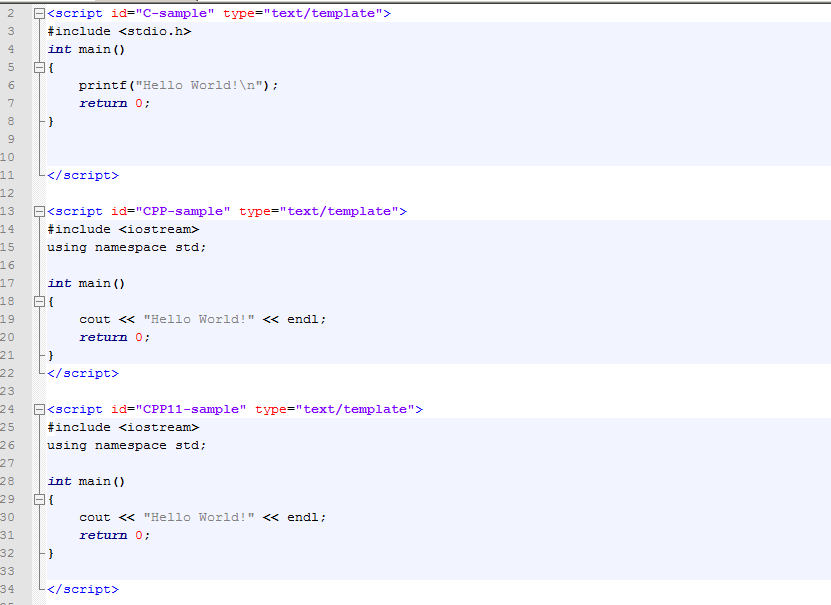 2 <script id="C-sample" type="text/template">
3 #include <stdio.h>
4 int main()
5 {
6     printf("Hello World!\n");
7     return 0;
8 }
9
10
11 </script>
12
13 <script id="CPP-sample" type="text/template">
14 #include <iostream>
15 using namespace std;
16
17 int main()
18 {
19     cout << "Hello World!" << endl;
20     return 0;
21 }
22 </script>
23
24 <script id="CPP11-sample" type="text/template">
25 #include <iostream>
26 using namespace std;
27
28 int main()
29 {
30     cout << "Hello World!" << endl;
31     return 0;
32 }
33
34 </script>